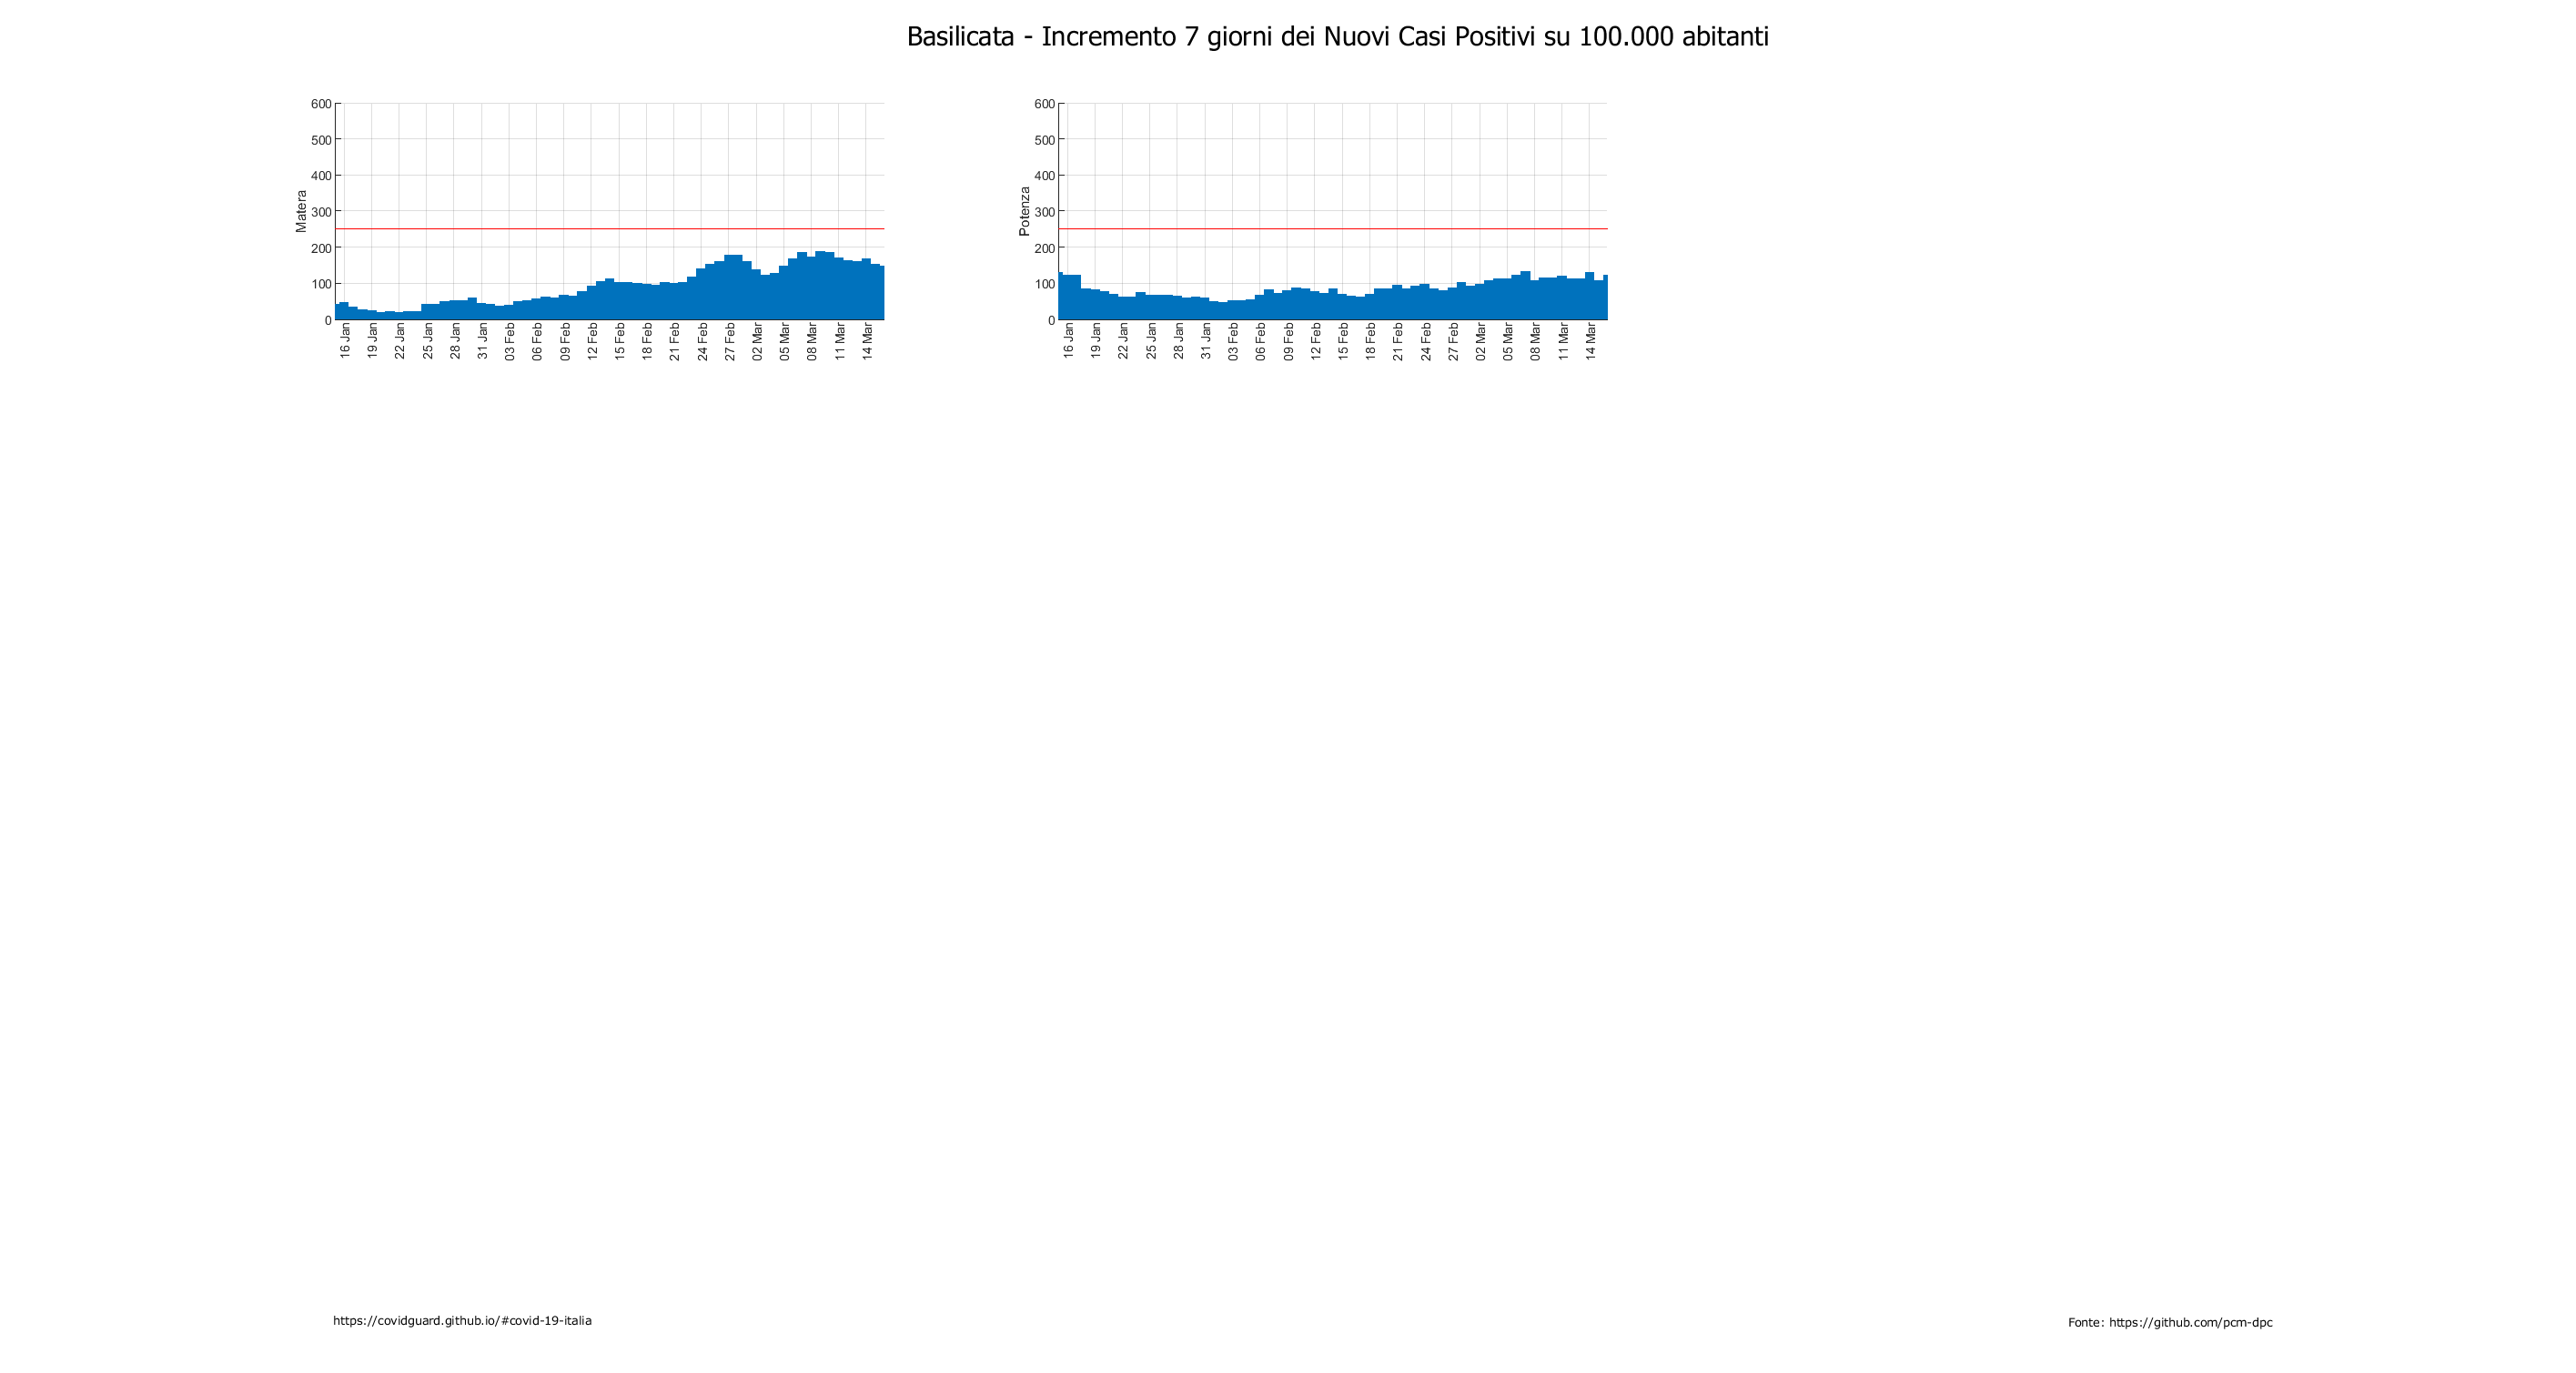 Basilicata - Incremento 7 giorni dei Nuovi Casi Positivi su 100.000 abitanti
600
500
400
300
200
100
0
Matera
16 Jan
19 Jan
22 Jan
25 Jan
28 Jan
31 Jan
03 Feb
06 Feb
09 Feb
12 Feb
15 Feb
18 Feb
21 Feb
24 Feb
27 Feb
02 Mar
05 Mar
08 Mar
11 Mar
14 Mar
600
500
400
300
200
100
0
Potenza
16 Jan
19 Jan
22 Jan
25 Jan
28 Jan
31 Jan
03 Feb
06 Feb
09 Feb
12 Feb
15 Feb
18 Feb
21 Feb
24 Feb
27 Feb
02 Mar
05 Mar
08 Mar
11 Mar
14 Mar
https://covidguard.github.io/#covid-19-italia
Fonte: https://github.com/pcm-dpc